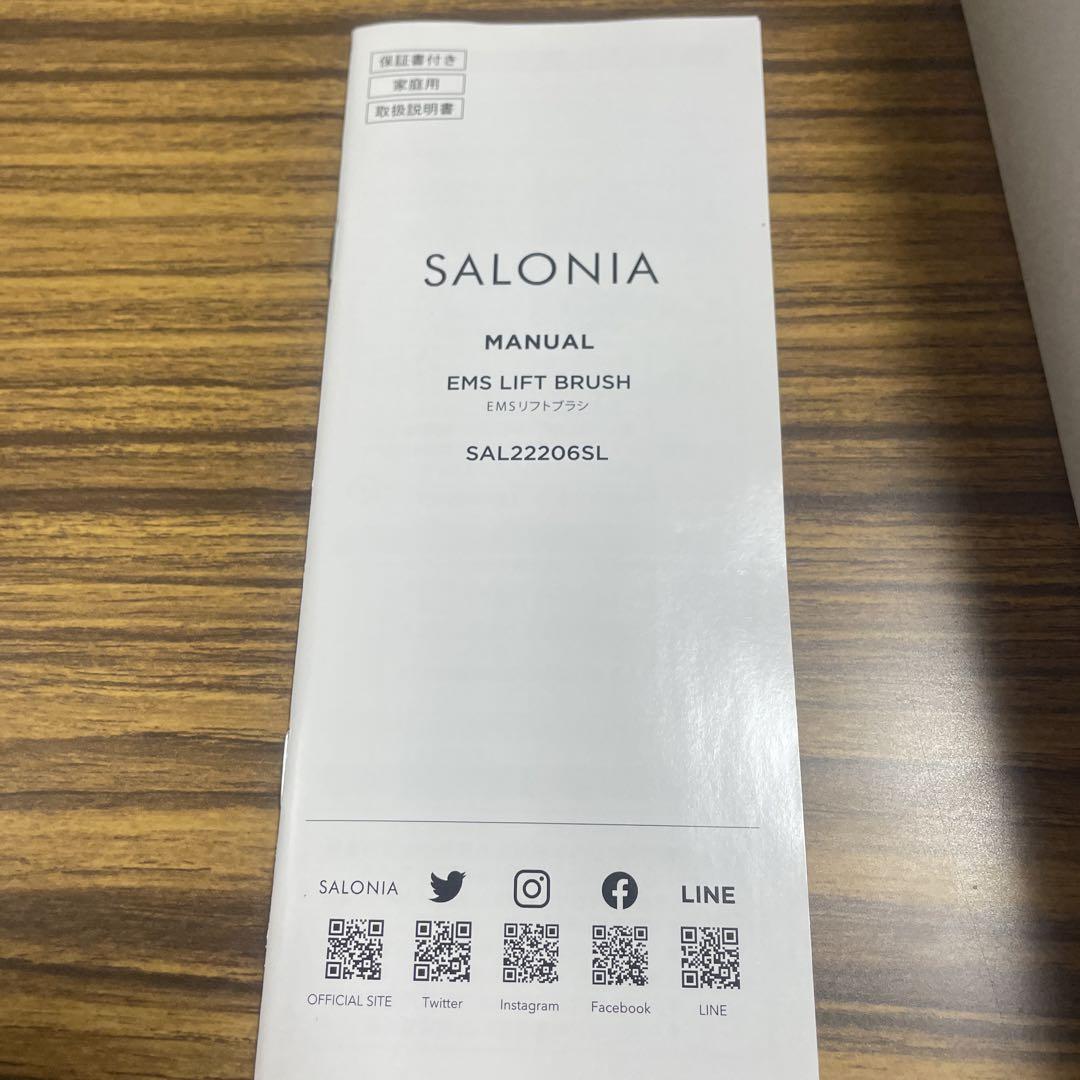 保証書付き
家庭用
取扱説明書
SALONIA
MANUAL
EMS LIFT BRUSH
EMSリフトブラシ
SAL22206SL
SALONIA
LINE
OFFICIAL SITE
Twitter
Instagram
Facebook
LINE